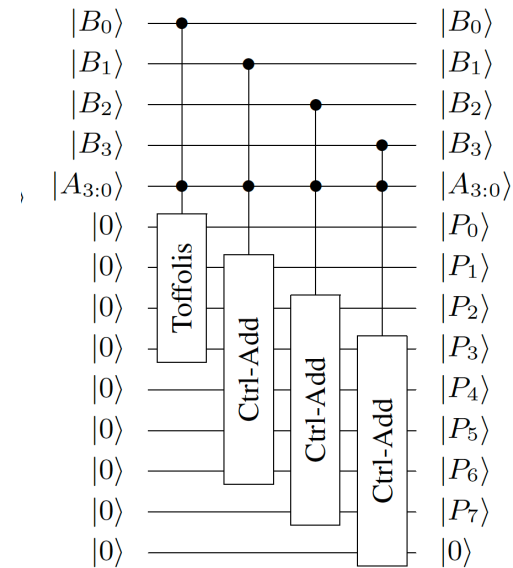 |B₀⟩ |B₀⟩
|B₁⟩ |B₁⟩
|B₂⟩ |B₂⟩
|B₃⟩ |B₃⟩
⟩ |A₃:₀⟩ |A₃:₀⟩
|0⟩ |P₀⟩
|0⟩ |P₁⟩
|0⟩ |P₂⟩
|0⟩ |P₃⟩
|0⟩ |P₄⟩
|0⟩ |P₅⟩
|0⟩ |P₆⟩
|0⟩ |P₇⟩
|0⟩ |0⟩
Toffolis
Ctrl-Add
Ctrl-Add
Ctrl-Add